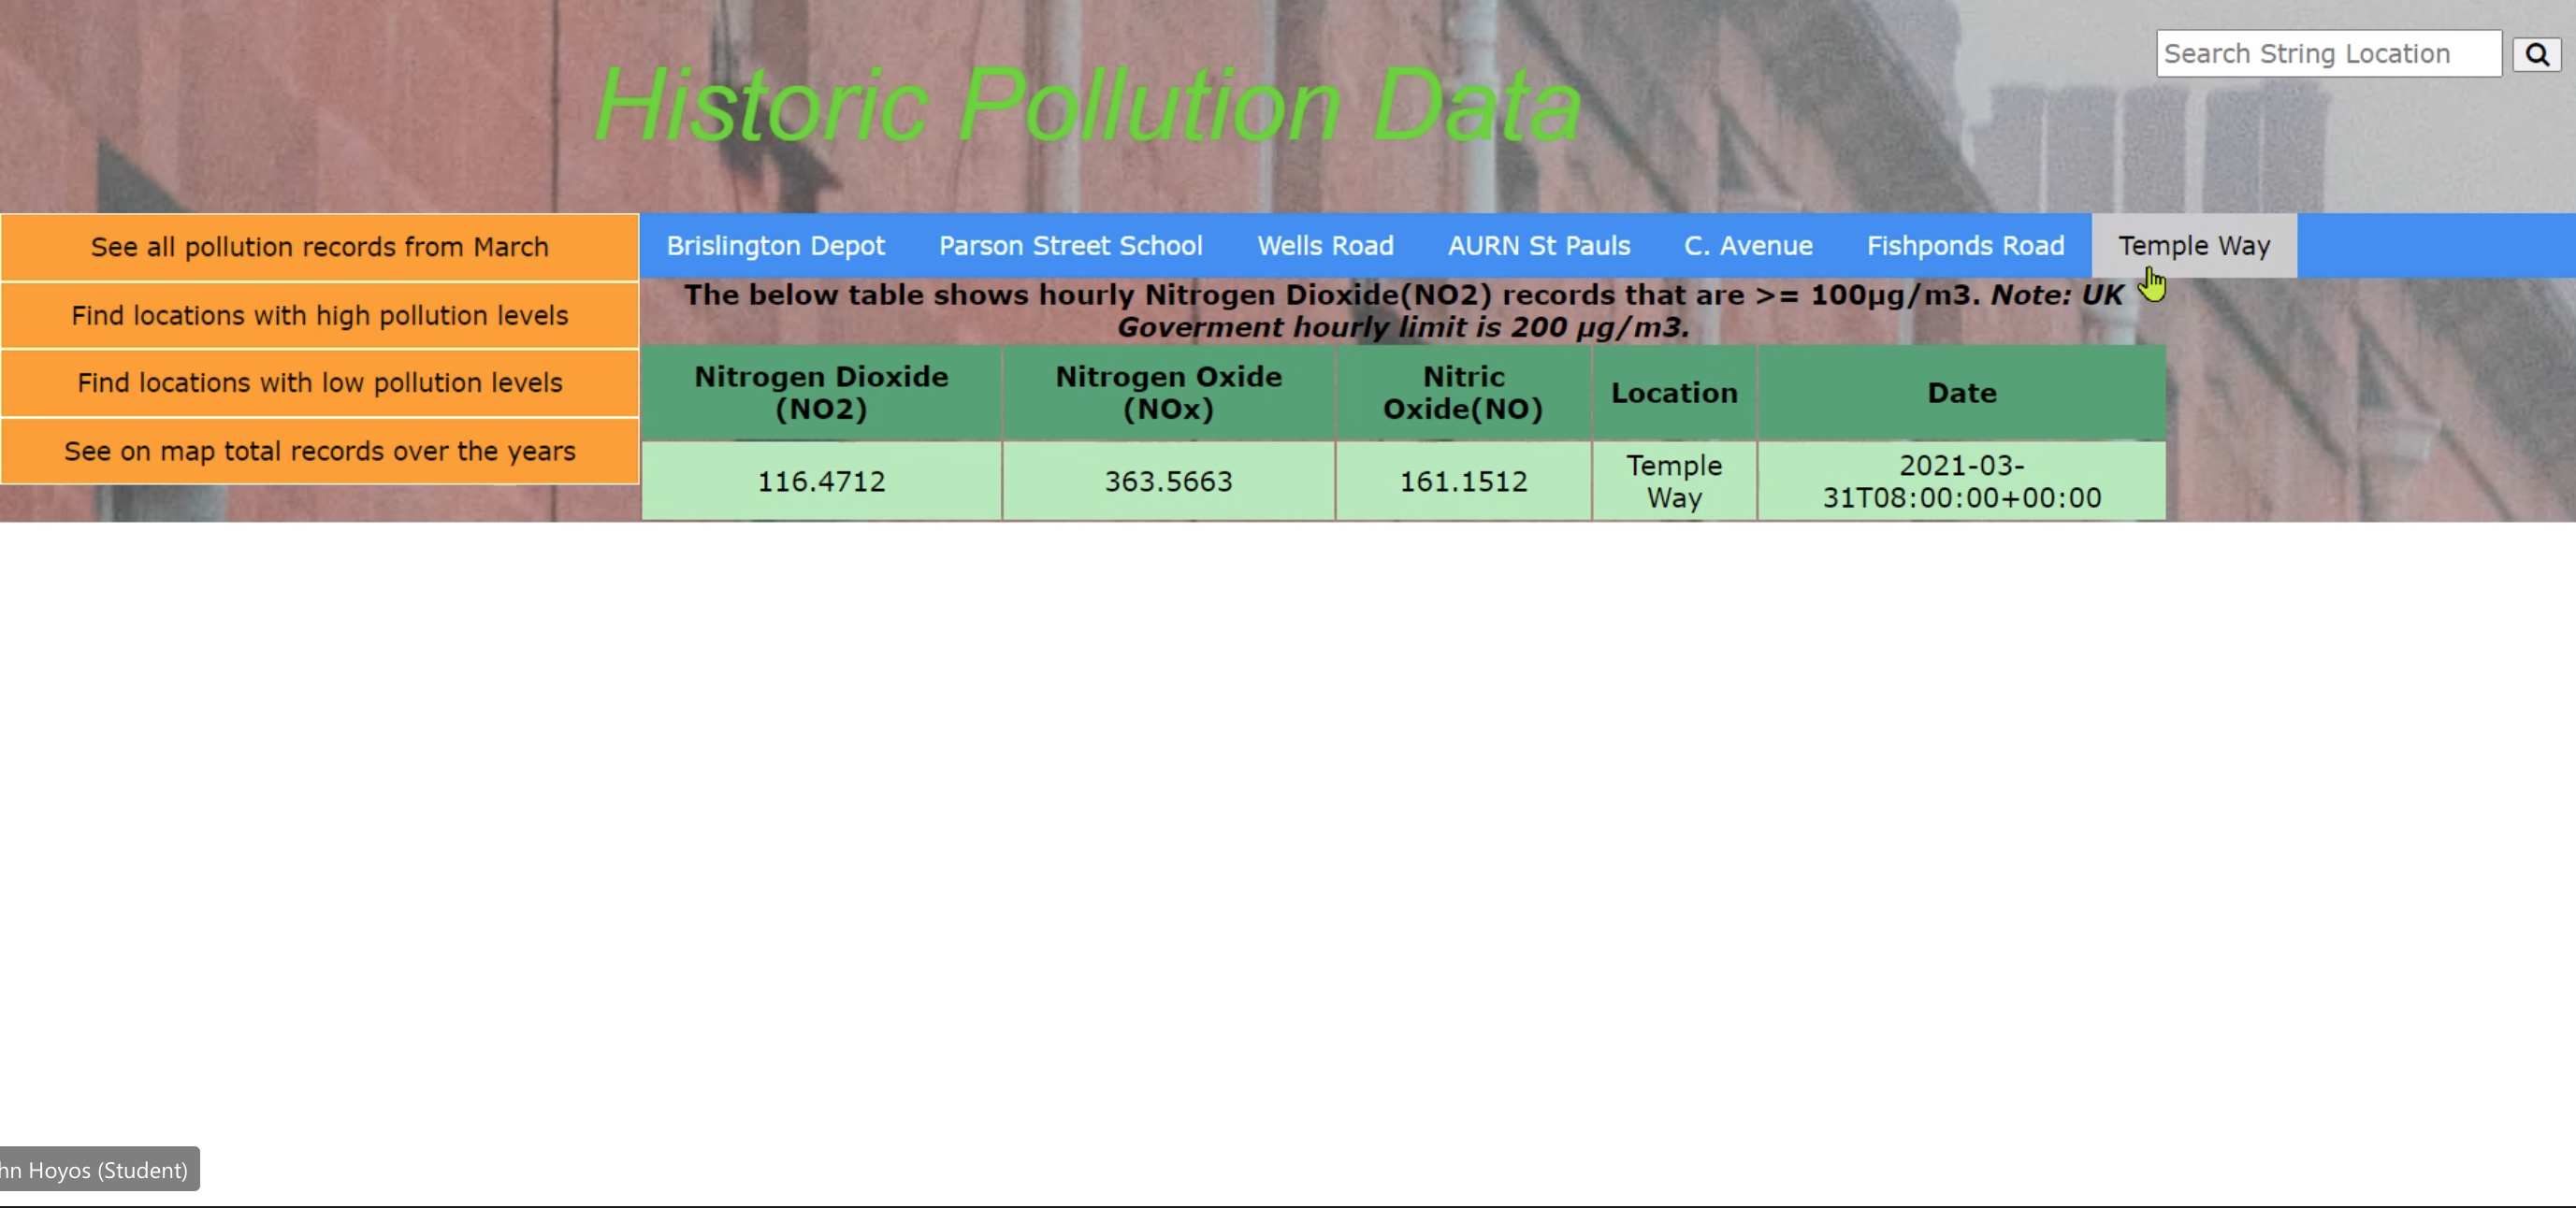 Search String Location
Historic Pollution Data
See all pollution records from March
Find locations with high pollution levels
Find locations with low pollution levels
See on map total records over the years
Brislington Depot Parson Street School Wells Road AURN St Pauls C. Avenue Fishponds Road Temple Way
The below table shows hourly Nitrogen Dioxide(NO2) records that are >= 100µg/m3. Note: UK
Goverment hourly limit is 200 µg/m3.
Nitrogen Dioxide
(NO2)
Nitrogen Oxide
(NOx)
Nitric
Oxide(NO)
Location
Date
116.4712
363.5663
161.1512
Temple
Way
2021-03-
31T08:00:00+00:00
hn Hoyos (Student)